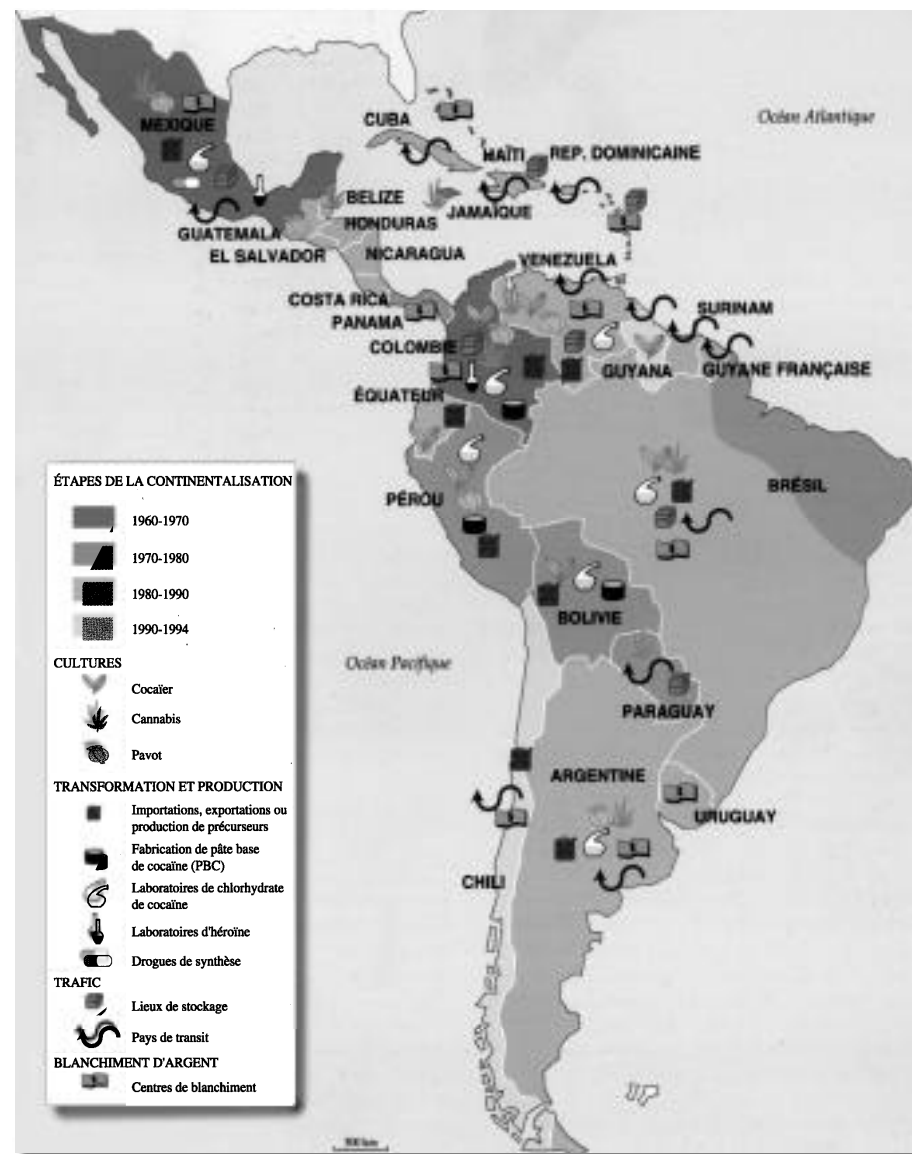 Océan Atlantique
CUBA
MEXIQUE
HAÏTI
REP. DOMINICAINE
BELIZE
JAMAÏQUE
HONDURAS
GUATEMALA
EL SALVADOR
NICARAGUA
VENEZUELA
COSTA RICA
PANAMA
SURINAM
COLOMBIE
GUYANA
GUYANE FRANÇAISE
ÉQUATEUR
PÉROU
BRÉSIL
BOLIVIE
Océan Pacifique
PARAGUAY
ARGENTINE
URUGUAY
CHILI
ÉTAPES DE LA CONTINENTALISATION
1960-1970
1970-1980
1980-1990
1990-1994
CULTURES
Cocaïer
Cannabis
Pavot
TRANSFORMATION ET PRODUCTION
Importations, exportations ou
production de précurseurs
Fabrication de pâte base
de cocaïne (PBC)
Laboratoires de chlorhydrate
de cocaïne
Laboratoires d'héroïne
Drogues de synthèse
TRAFIC
Lieux de stockage
Pays de transit
BLANCHIMENT D'ARGENT
Centres de blanchiment